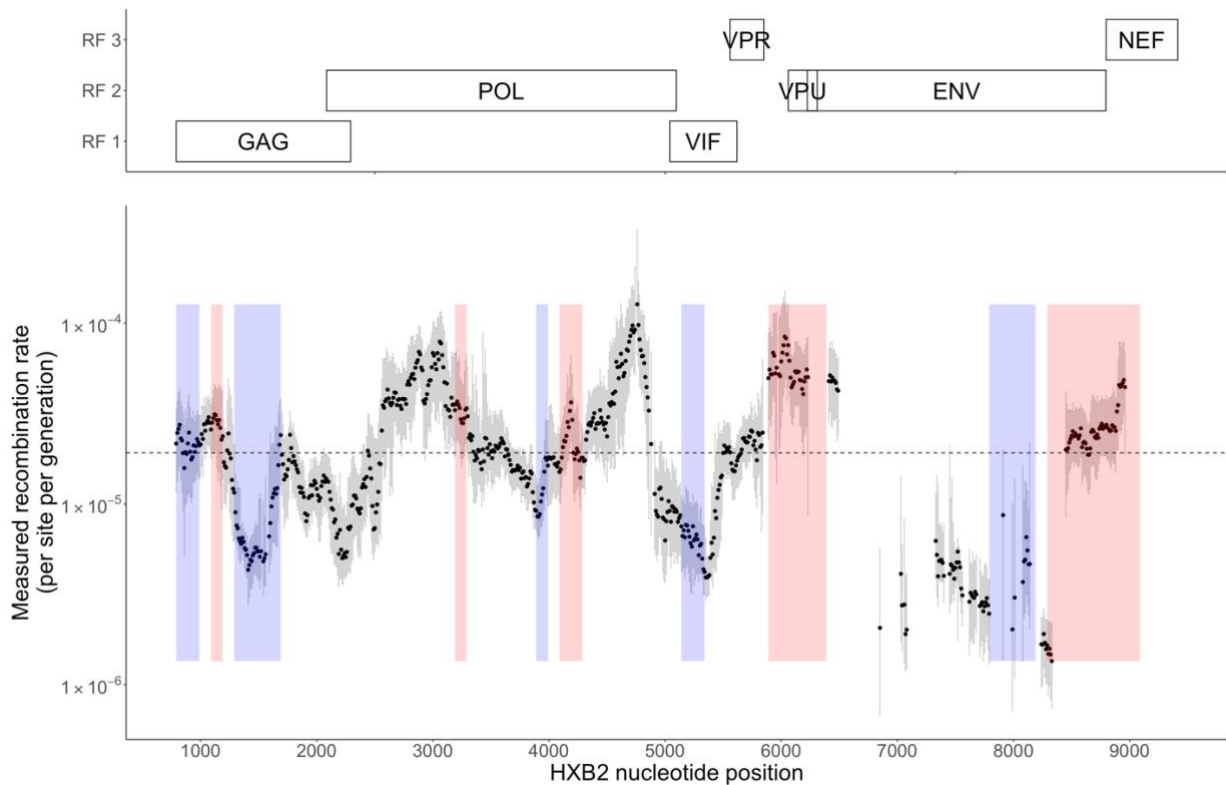 RF 3
RF 2
RF 1
VPR
NEF
POL
VPU
ENV
GAG
VIF
Measured recombination rate
(per site per generation)
1 × 10⁻⁴
1 × 10⁻⁵
1 × 10⁻⁶
1000 2000 3000 4000 5000 6000 7000 8000 9000
HXB2 nucleotide position